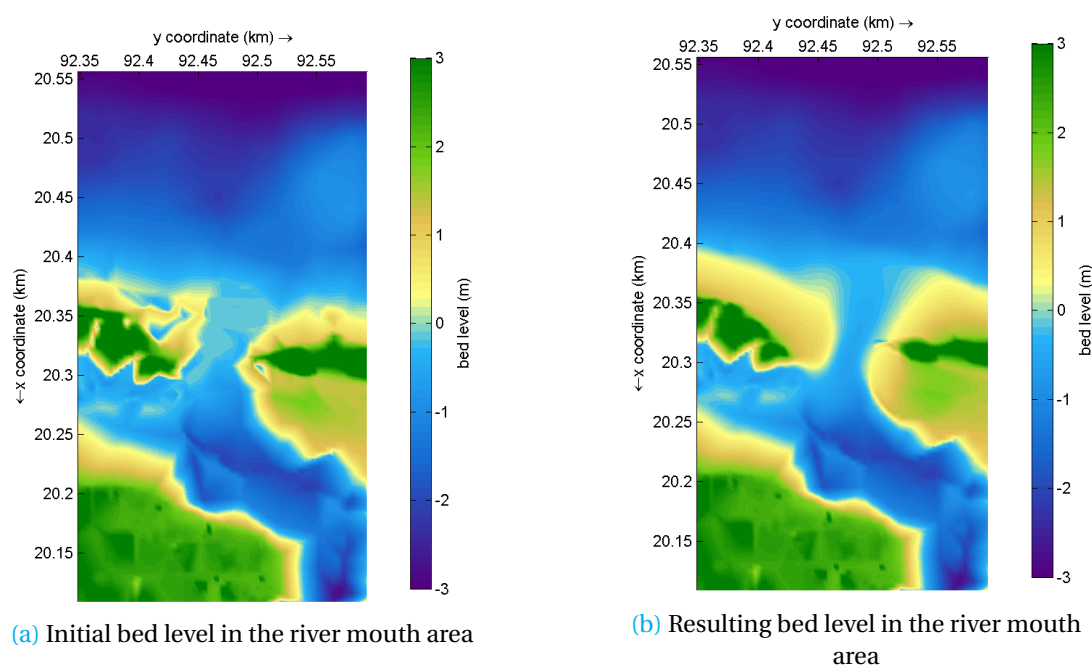 y coordinate (km) →
92.35 92.4 92.45 92.5 92.55
20.55
20.5
20.45
20.4
20.35
20.3
20.25
20.2
20.15
←x coordinate (km)
3
2
1
0
-1
-2
-3
bed level (m)
(a) Initial bed level in the river mouth area
y coordinate (km) →
92.35 92.4 92.45 92.5 92.55
20.55
20.5
20.45
20.4
20.35
20.3
20.25
20.2
20.15
←x coordinate (km)
3
2
1
0
-1
-2
-3
bed level (m)
(b) Resulting bed level in the river mouth
area